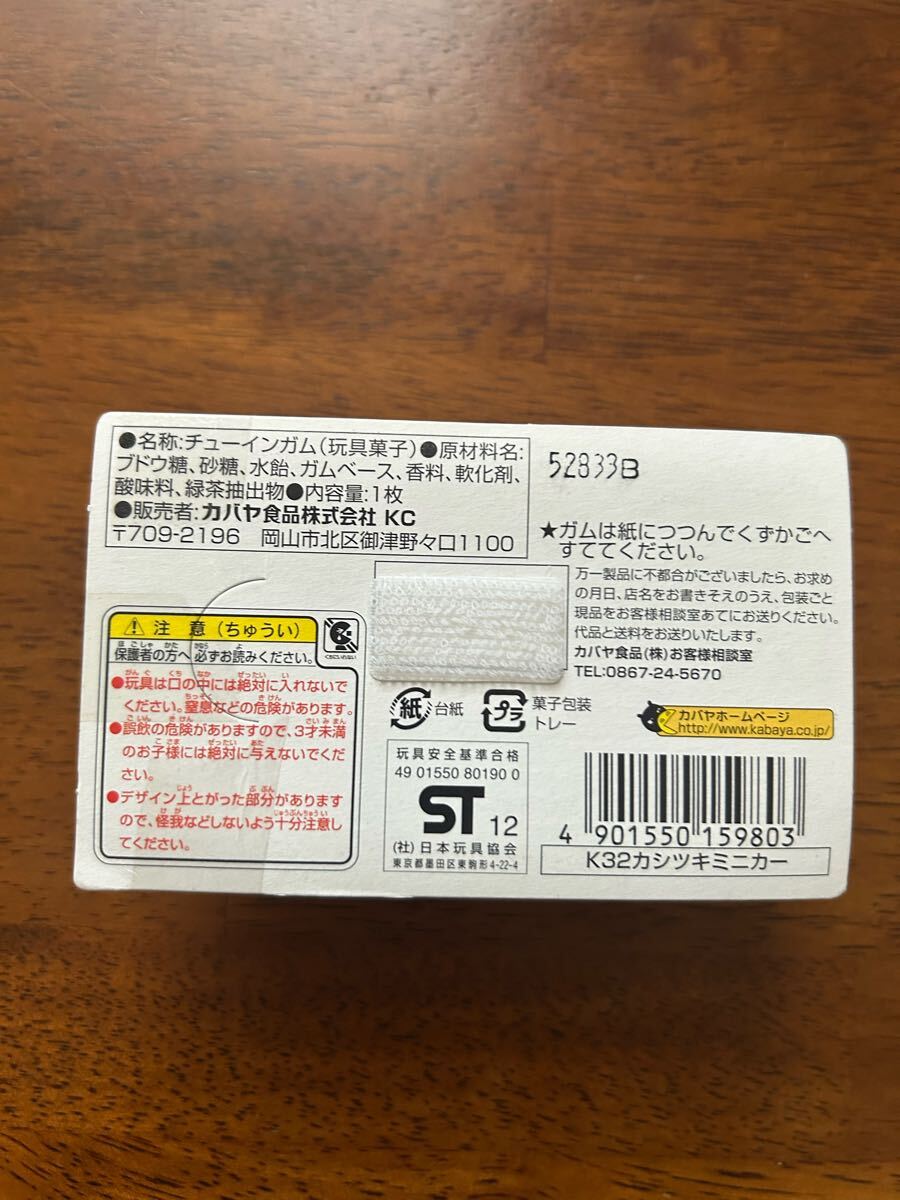 ●名称:チューインガム(玩具菓子)●原材料名:
ブドウ糖、砂糖、水飴、ガムベース、香料、軟化剤、
酸味料、緑茶抽出物●内容量:1枚
●販売者:カバヤ食品株式会社 KC
〒709-2196 岡山市北区御津野々口1100
52833B
★ガムは紙につつんでくずかごへ
すててください。
万一製品に不都合がございましたら、お求め
の月日、店名をお書きそえのうえ、包装ごと
現品をお客様相談室あてにお送りください。
代品と送料をお送りいたします。
カバヤ食品(株)お客様相談室
TEL:0867-24-5670
⚠ 注意(ちゅうい)
保護者の方へ 必ずお読みください。
くちにいれない
●玩具は口の中には絶対に入れないで
ください。窒息などの危険があります。
●誤飲の危険がありますので、3才未満
のお子様には絶対に与えないでくだ
さい。
●デザイン上とがった部分があります
ので、怪我などしないよう十分注意し
てください。
紙 台紙
プラ 菓子包装
トレー
カバヤホームページ
http://www.kabaya.co.jp/
玩具安全基準合格
49 01550 80190 0
ST 12
(社)日本玩具協会
東京都墨田区東駒形4-22-4
4 901550 159803
K32カシツキミニカー